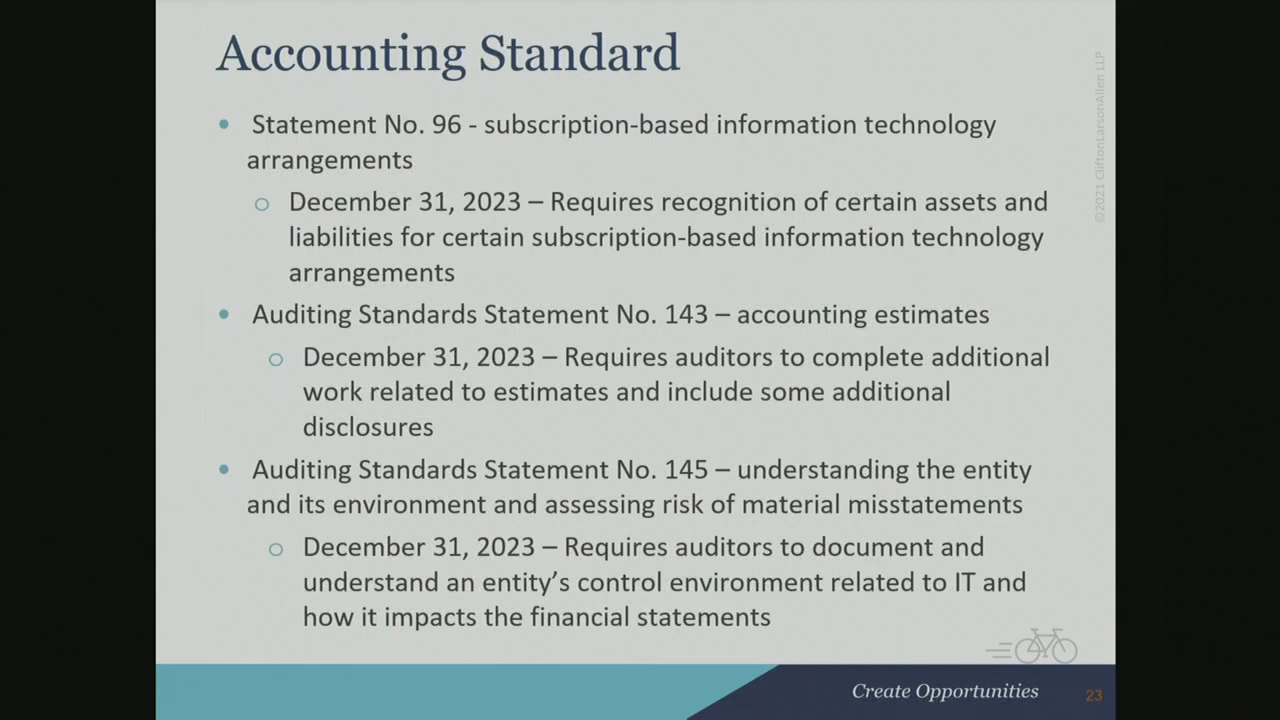 Accounting Standard
• Statement No. 96 - subscription-based information technology
arrangements
o December 31, 2023 – Requires recognition of certain assets and
liabilities for certain subscription-based information technology
arrangements
• Auditing Standards Statement No. 143 – accounting estimates
o December 31, 2023 – Requires auditors to complete additional
work related to estimates and include some additional
disclosures
• Auditing Standards Statement No. 145 – understanding the entity
and its environment and assessing risk of material misstatements
o December 31, 2023 – Requires auditors to document and
understand an entity’s control environment related to IT and
how it impacts the financial statements
©2021 CliftonLarsonAllen LLP
Create Opportunities
23